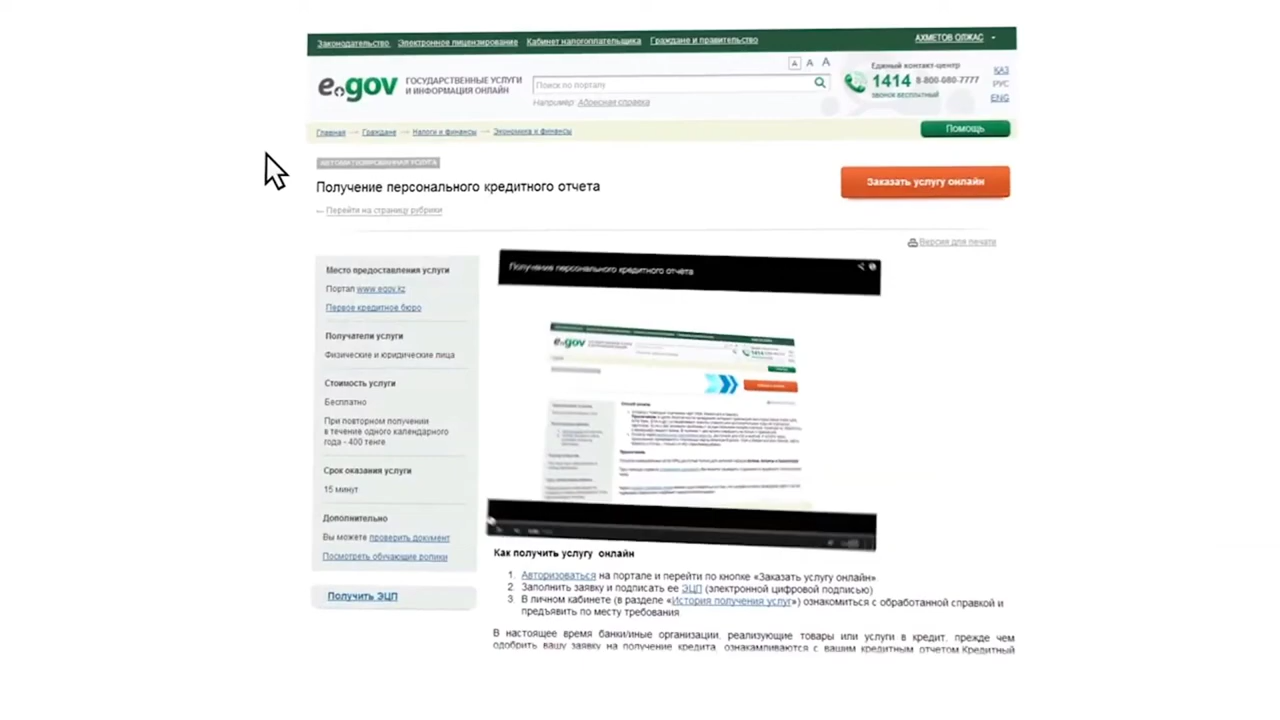 Законодательство Электронное лицензирование Кабинет налогоплательщика Граждане и правительство АХМЕТОВ ОЛЖАС
A A A
e.gov ГОСУДАРСТВЕННЫЕ УСЛУГИ
И ИНФОРМАЦИЯ ОНЛАЙН
Поиск по порталу
Например: Адресная справка
Единый контакт-центр
1414 8-800-080-7777
ЗВОНОК БЕСПЛАТНЫЙ
ҚАЗ
РУС
ENG
Главная → Граждане → Налоги и финансы → Экономика и финансы
Помощь
АВТОМАТИЗИРОВАННАЯ УСЛУГА
Получение персонального кредитного отчета
Заказать услугу онлайн
← Перейти на страницу рубрики
Версия для печати
Место предоставления услуги
Портал www.egov.kz
Первое кредитное бюро
Получатели услуги
Физические и юридические лица
Стоимость услуги
Бесплатно
При повторном получении
в течение одного календарного
года - 400 тенге
Срок оказания услуги
15 минут
Дополнительно
Вы можете проверить документ
Посмотреть обучающие ролики
Получить ЭЦП
Получение персонального кредитного отчета
e.gov
1414
Как получить услугу онлайн
1. Авторизоваться на портале и перейти по кнопке «Заказать услугу онлайн»
2. Заполнить заявку и подписать ее ЭЦП (электронной цифровой подписью)
3. В личном кабинете (в разделе «История получения услуг») ознакомиться с обработанной справкой и
предъявить по месту требования.
В настоящее время банки/иные организации, реализующие товары или услуги в кредит, прежде чем
одобрить вашу заявку на получение кредита, ознакамливаются с вашим кредитным отчетом.Кредитный